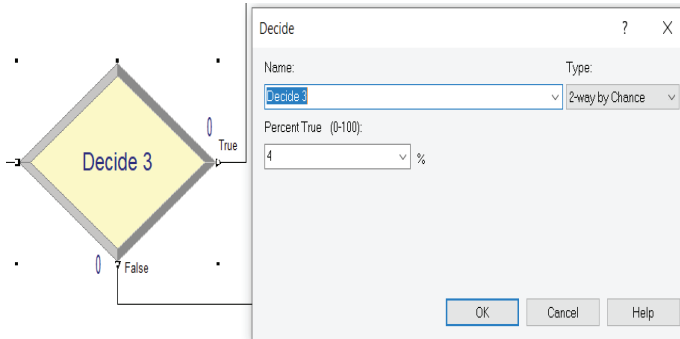 Decide
?
X
Name:
Type:
Decide 3
2-way by Chance
Percent True (0-100):
4
%
0
True
Decide 3
0
False
OK
Cancel
Help